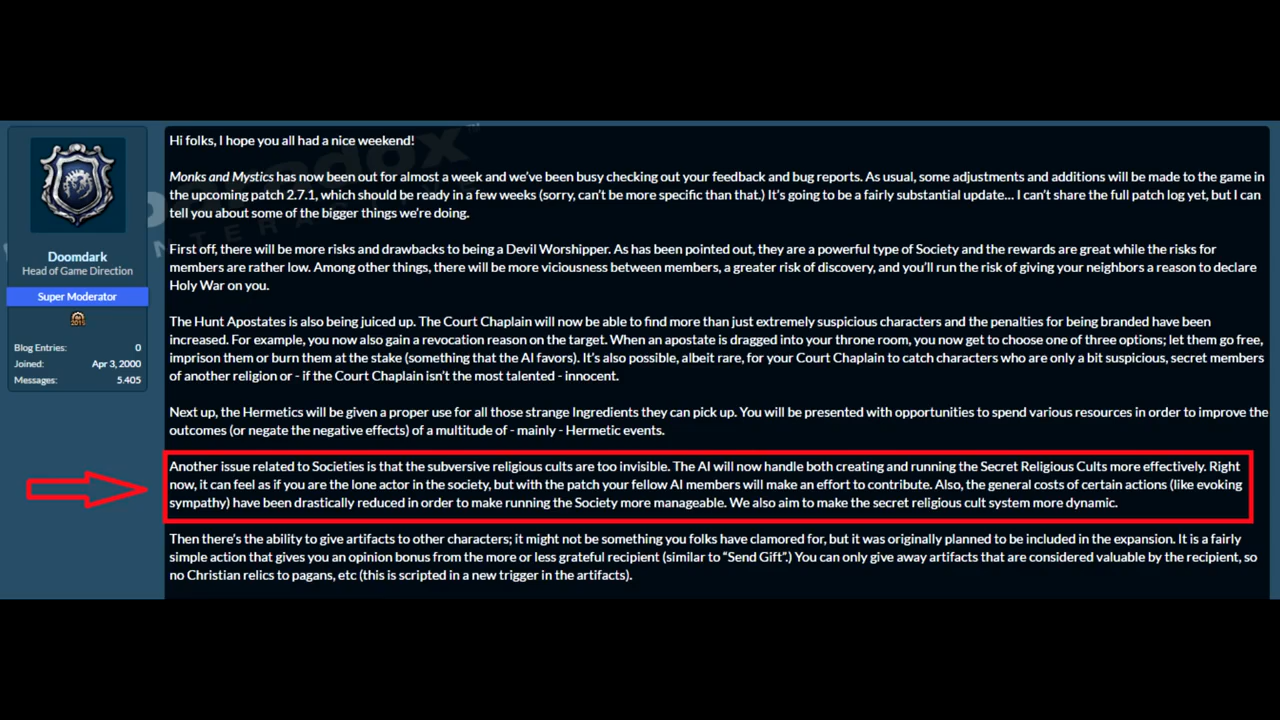 Hi folks, I hope you all had a nice weekend!
Monks and Mystics has now been out for almost a week and we've been busy checking out your feedback and bug reports. As usual, some adjustments and additions will be made to the game in
the upcoming patch 2.7.1, which should be ready in a few weeks (sorry, can't be more specific than that.) It's going to be a fairly substantial update... I can't share the full patch log yet, but I can
tell you about some of the bigger things we're doing.
First off, there will be more risks and drawbacks to being a Devil Worshipper. As has been pointed out, they are a powerful type of Society and the rewards are great while the risks for
members are rather low. Among other things, there will be more viciousness between members, a greater risk of discovery, and you'll run the risk of giving your neighbors a reason to declare
Holy War on you.
The Hunt Apostates is also being juiced up. The Court Chaplain will now be able to find more than just extremely suspicious characters and the penalties for being branded have been
increased. For example, you now also gain a revocation reason on the target. When an apostate is dragged into your throne room, you now get to choose one of three options; let them go free,
imprison them or burn them at the stake (something that the AI favors). It's also possible, albeit rare, for your Court Chaplain to catch characters who are only a bit suspicious, secret members
of another religion or - if the Court Chaplain isn't the most talented - innocent.
Next up, the Hermetics will be given a proper use for all those strange Ingredients they can pick up. You will be presented with opportunities to spend various resources in order to improve the
outcomes (or negate the negative effects) of a multitude of - mainly - Hermetic events.
Another issue related to Societies is that the subversive religious cults are too invisible. The AI will now handle both creating and running the Secret Religious Cults more effectively. Right
now, it can feel as if you are the lone actor in the society, but with the patch your fellow AI members will make an effort to contribute. Also, the general costs of certain actions (like evoking
sympathy) have been drastically reduced in order to make running the Society more manageable. We also aim to make the secret religious cult system more dynamic.
Then there's the ability to give artifacts to other characters; it might not be something you folks have clamored for, but it was originally planned to be included in the expansion. It is a fairly
simple action that gives you an opinion bonus from the more or less grateful recipient (similar to "Send Gift".) You can only give away artifacts that are considered valuable by the recipient, so
no Christian relics to pagans, etc (this is scripted in a new trigger in the artifacts).
Doomdark
Head of Game Direction
Super Moderator
2015
Blog Entries: 0
Joined: Apr 3, 2000
Messages: 5.405